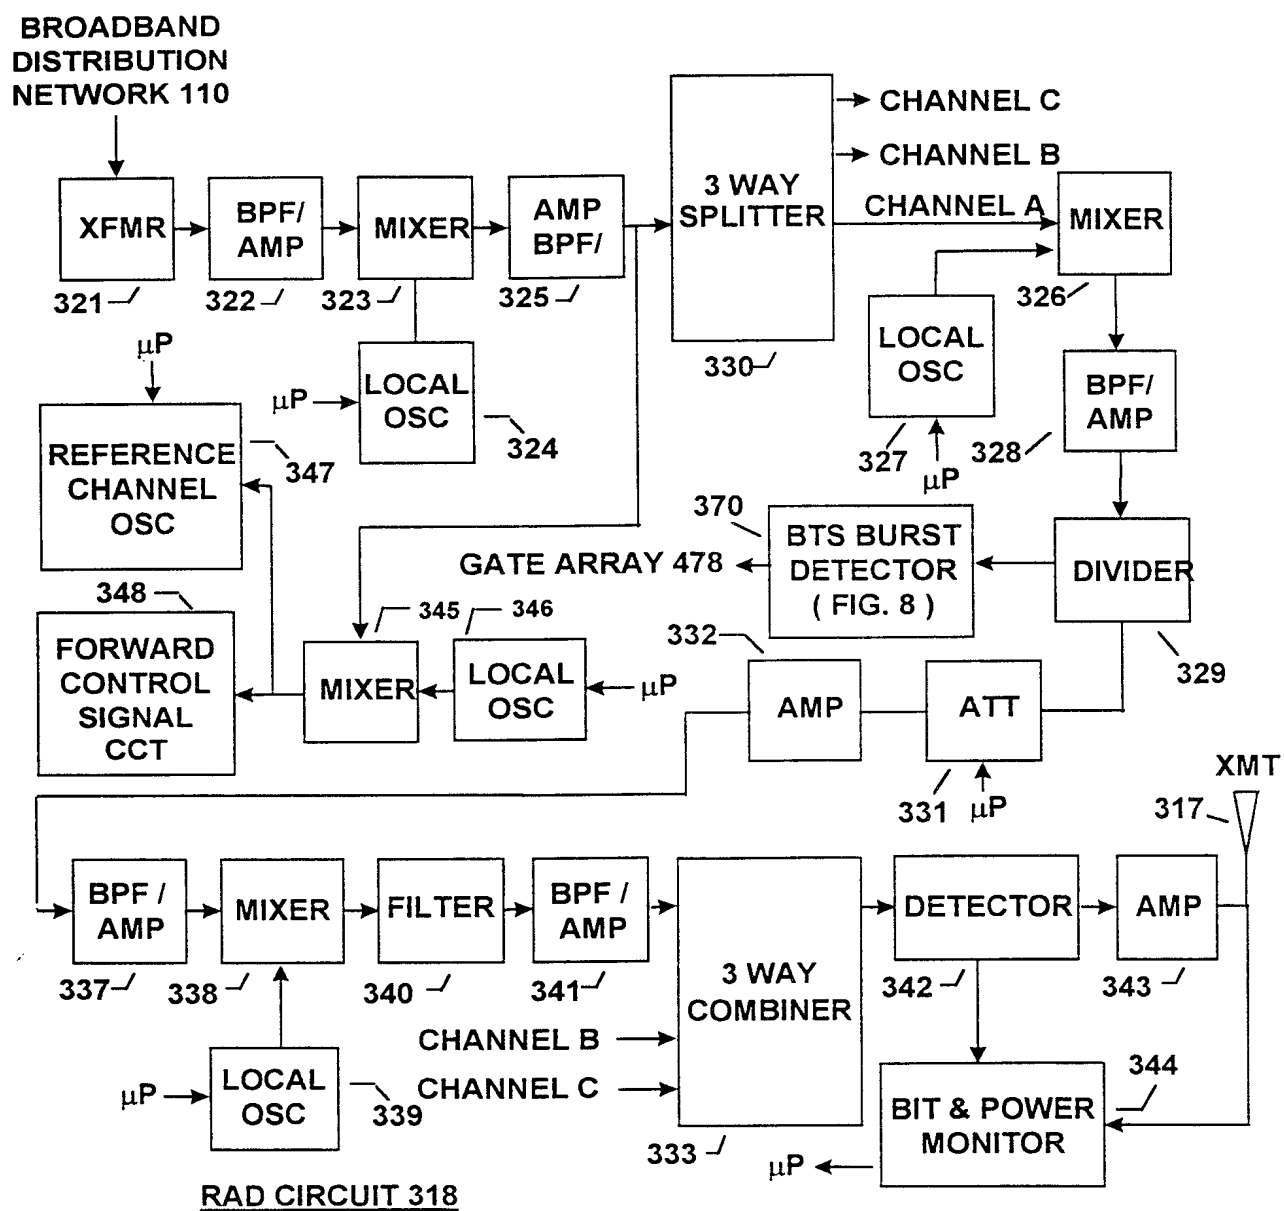 BROADBAND
DISTRIBUTION
NETWORK 110
CHANNEL C
CHANNEL B
3 WAY
SPLITTER
CHANNEL A
XFMR
BPF/
AMP
MIXER
AMP
BPF/
MIXER
321
322
323
325
330
326
µP
µP
LOCAL
OSC
324
LOCAL
OSC
327
µP
BPF/
AMP
328
REFERENCE
CHANNEL
OSC
347
370
BTS BURST
DETECTOR
( FIG. 8 )
GATE ARRAY 478
DIVIDER
329
348
FORWARD
CONTROL
SIGNAL
CCT
345
346
MIXER
LOCAL
OSC
µP
332
AMP
ATT
331
µP
XMT
317
BPF /
AMP
MIXER
FILTER
BPF /
AMP
3 WAY
COMBINER
DETECTOR
AMP
337
338
340
341
342
343
CHANNEL B
CHANNEL C
µP
LOCAL
OSC
339
333
BIT & POWER
MONITOR
344
µP
RAD CIRCUIT 318